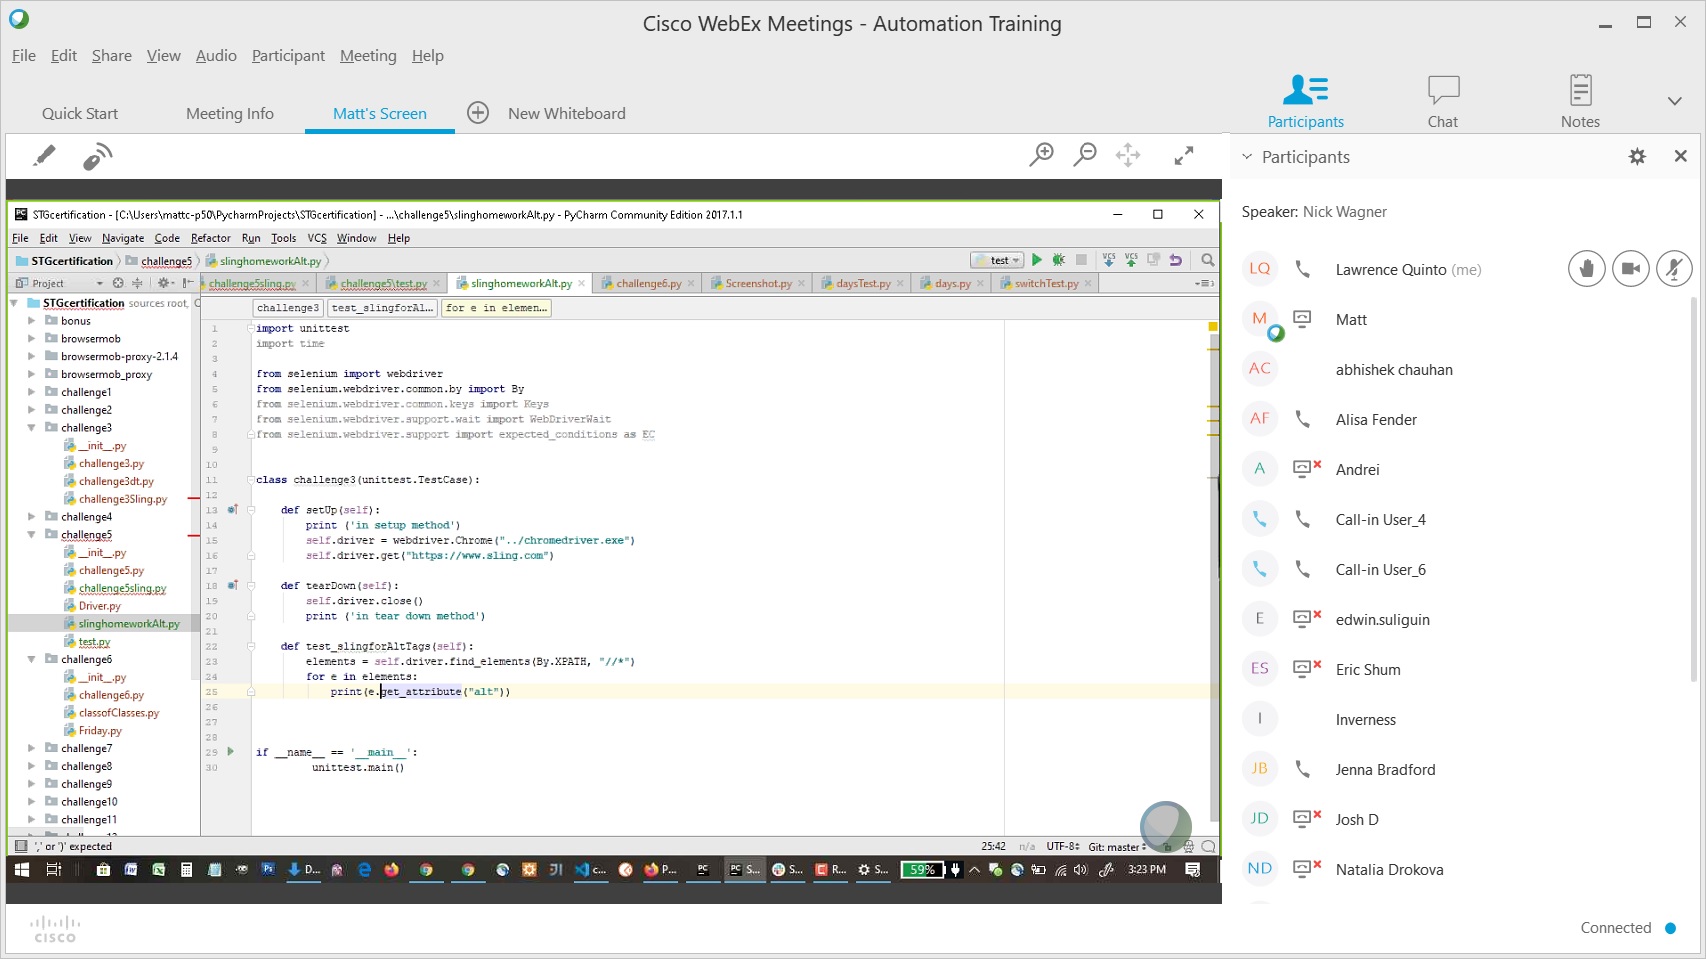 Cisco WebEx Meetings - Automation Training
File Edit Share View Audio Participant Meeting Help
Quick Start Meeting Info Matt's Screen New Whiteboard
Participants Chat Notes
STGcertification - [C:\Users\mattc-p50\PycharmProjects\STGcertification] - ...\challenge5\slinghomeworkAlt.py - PyCharm Community Edition 2017.1.1
File Edit View Navigate Code Refactor Run Tools VCS Window Help
STGcertification challenge5 slinghomeworkAlt.py test VCS VCS
Project challenge5sling.py challenge5\test.py slinghomeworkAlt.py challenge6.py Screenshot.py daysTest.py days.py switchTest.py
STGcertification sources root, C
bonus
browsermob
browsermob-proxy-2.1.4
browsermob_proxy
challenge1
challenge2
challenge3
__init__.py
challenge3.py
challenge3dt.py
challenge3Sling.py
challenge4
challenge5
__init__.py
challenge5.py
challenge5sling.py
Driver.py
slinghomeworkAlt.py
test.py
challenge6
__init__.py
challenge6.py
classofClasses.py
Friday.py
challenge7
challenge8
challenge9
challenge10
challenge11
challenge3 test_slingforAl... for e in elemen...
1 import unittest
2 import time
3
4 from selenium import webdriver
5 from selenium.webdriver.common.by import By
6 from selenium.webdriver.common.keys import Keys
7 from selenium.webdriver.support.wait import WebDriverWait
8 from selenium.webdriver.support import expected_conditions as EC
9
10
11 class challenge3(unittest.TestCase):
12
13 def setUp(self):
14 print ('in setup method')
15 self.driver = webdriver.Chrome("../chromedriver.exe")
16 self.driver.get("https://www.sling.com")
17
18 def tearDown(self):
19 self.driver.close()
20 print ('in tear down method')
21
22 def test_slingforAltTags(self):
23 elements = self.driver.find_elements(By.XPATH, "//*")
24 for e in elements:
25 print(e.get_attribute("alt"))
26
27
28
29 if __name__ == '__main__':
30 unittest.main()
',' or ')' expected 25:42 n/a UTF-8 Git: master
D... c... P... S... S... R... S... 59% 3:23 PM
Participants
Speaker: Nick Wagner
LQ Lawrence Quinto (me)
M Matt
AC abhishek chauhan
AF Alisa Fender
A Andrei
Call-in User_4
Call-in User_6
E edwin.suliguin
ES Eric Shum
I Inverness
JB Jenna Bradford
JD Josh D
ND Natalia Drokova
CISCO
Connected